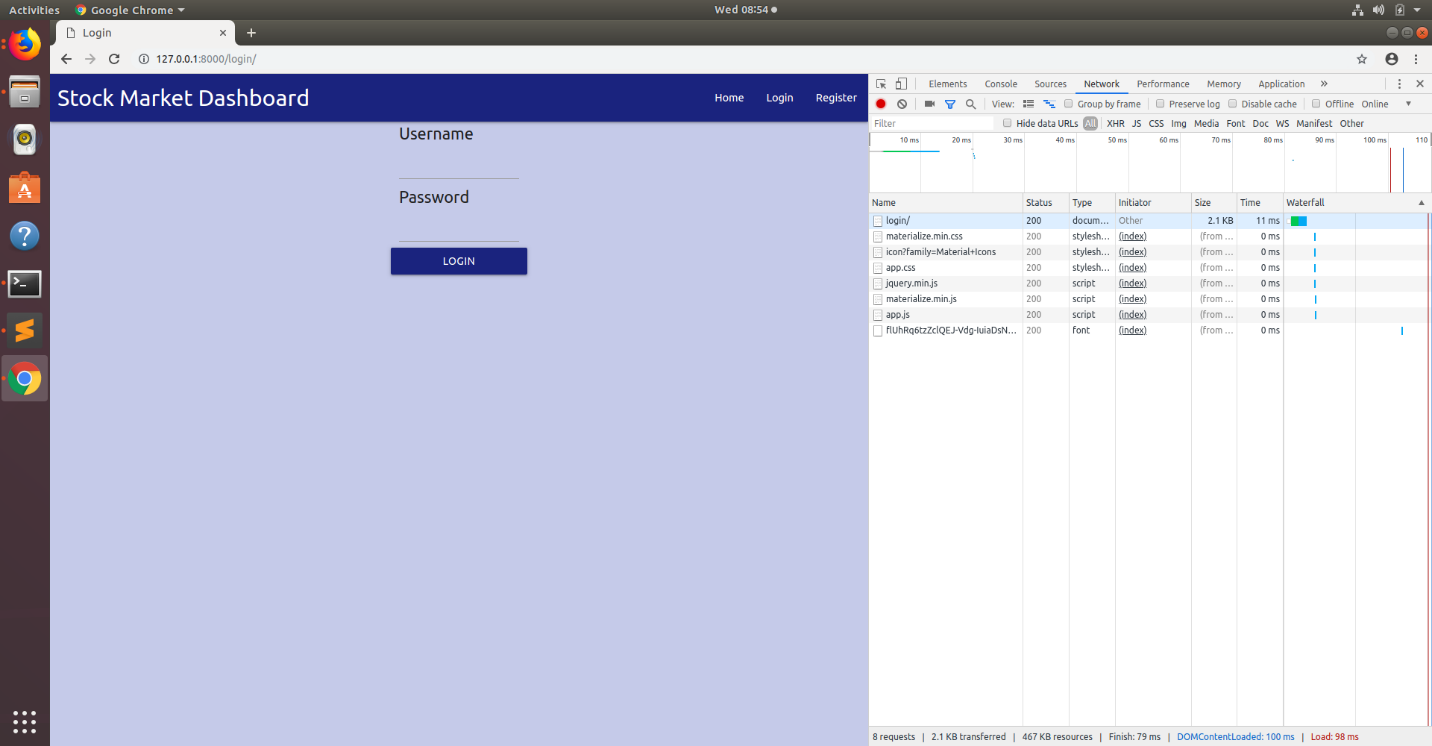 Activities Google Chrome Wed 08:54
Login
127.0.0.1:8000/login/
Stock Market Dashboard Home Login Register
Username
Password
LOGIN
Elements Console Sources Network Performance Memory Application »
View: Group by frame Preserve log Disable cache Offline Online
Filter Hide data URLs All XHR JS CSS Img Media Font Doc WS Manifest Other
10 ms 20 ms 30 ms 40 ms 50 ms 60 ms 70 ms 80 ms 90 ms 100 ms 110
Name Status Type Initiator Size Time Waterfall
login/ 200 docum… Other 2.1 KB 11 ms
materialize.min.css 200 stylesh… (index) (from … 0 ms
icon?family=Material+Icons 200 stylesh… (index) (from … 0 ms
app.css 200 stylesh… (index) (from … 0 ms
jquery.min.js 200 script (index) (from … 0 ms
materialize.min.js 200 script (index) (from … 0 ms
app.js 200 script (index) (from … 0 ms
flUhRq6tzZclQEJ-Vdg-IuiaDsN… 200 font (index) (from … 0 ms
8 requests | 2.1 KB transferred | 467 KB resources | Finish: 79 ms | DOMContentLoaded: 100 ms | Load: 98 ms